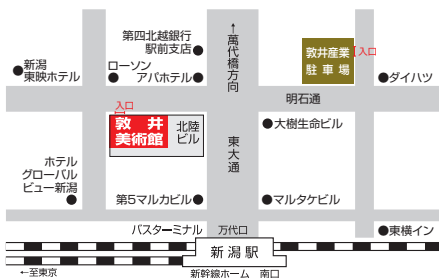 第四北越銀行
駅前支店
↑萬代橋方向
敦井産業
駐車場
入口
新潟
東映ホテル
ローソン
アパホテル
ダイハツ
明石通
入口
敦井
美術館
北陸
ビル
大樹生命ビル
東大通
ホテル
グローバル
ビュー新潟
第5マルカビル
マルタケビル
バスターミナル
万代口
東横イン
新潟駅
←至東京
新幹線ホーム
南口